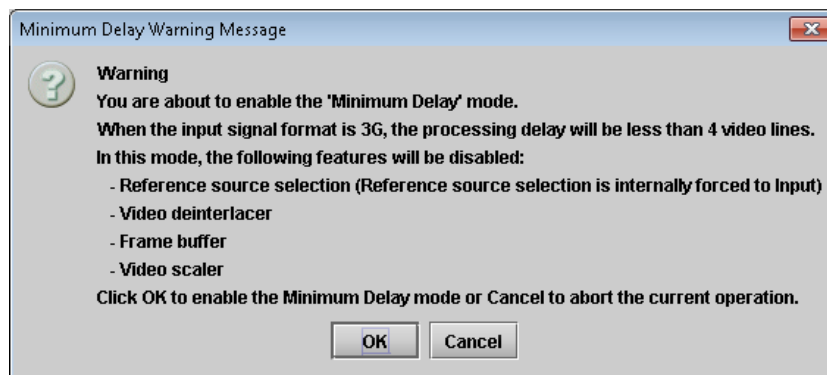 Minimum Delay Warning Message
Warning
You are about to enable the 'Minimum Delay' mode.
When the input signal format is 3G, the processing delay will be less than 4 video lines.
In this mode, the following features will be disabled:
- Reference source selection (Reference source selection is internally forced to Input)
- Video deinterlacer
- Frame buffer
- Video scaler
Click OK to enable the Minimum Delay mode or Cancel to abort the current operation.
OK Cancel